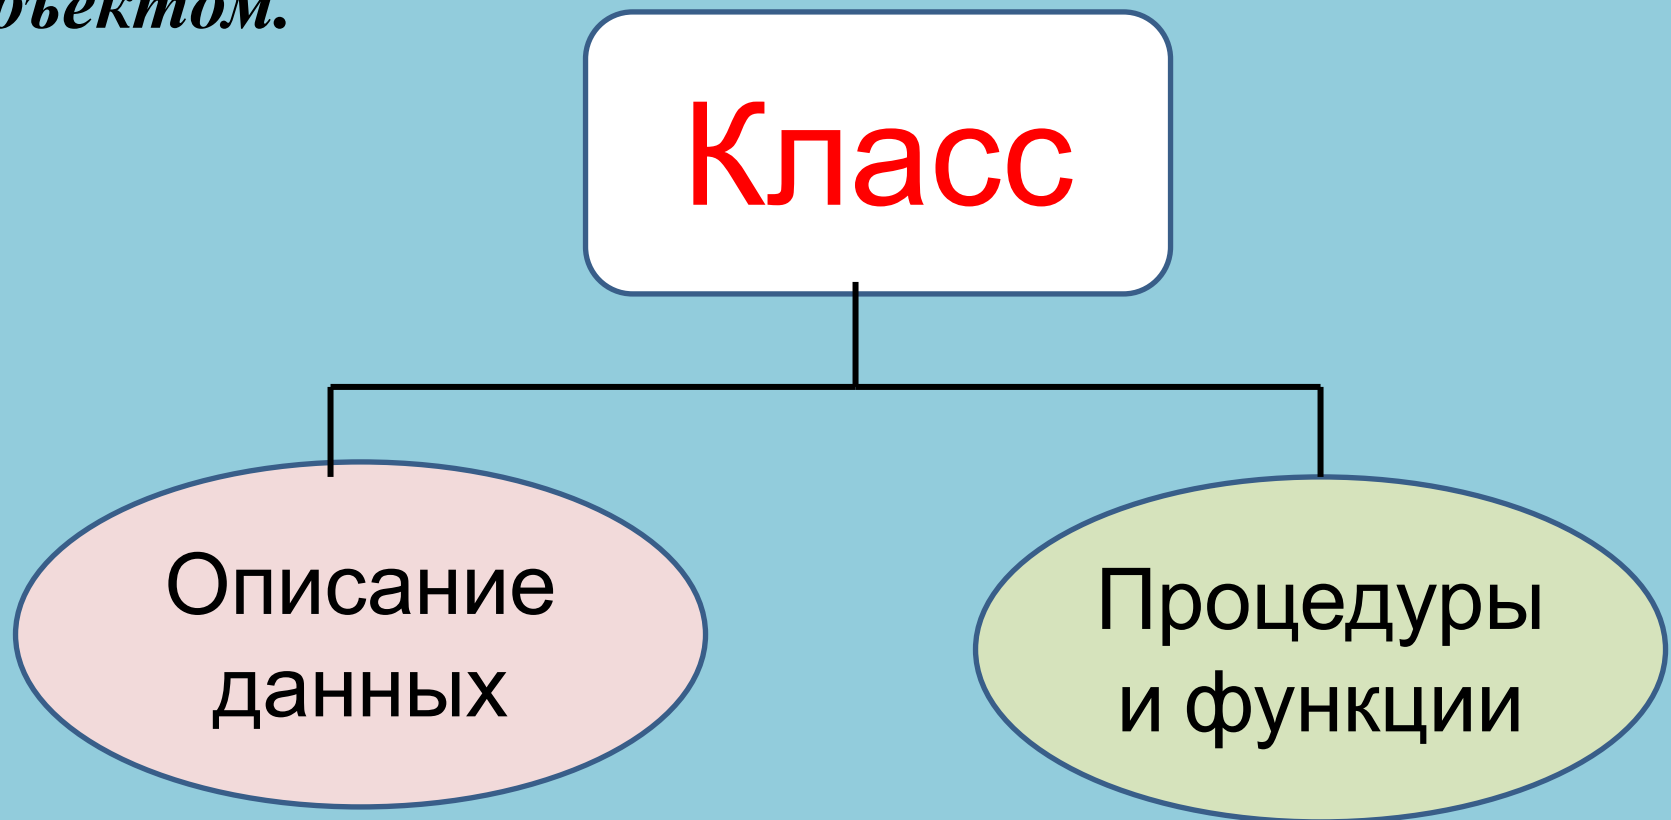 объектом.
Класс
Описание
данных
Процедуры
и функции